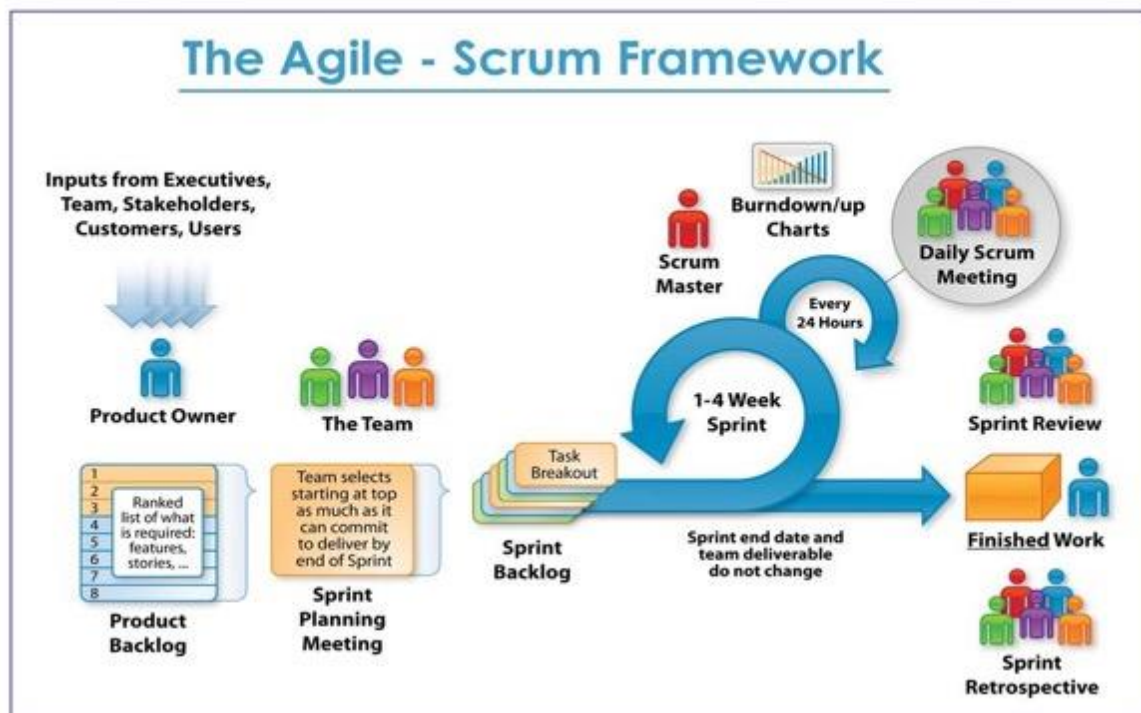 The Agile - Scrum Framework
Inputs from Executives,
Team, Stakeholders,
Customers, Users
Product Owner
The Team
1
2
3
4
5
6
7
8
Ranked
list of what
is required:
features,
stories, ...
Product
Backlog
Team selects
starting at top
as much as it
can commit
to deliver by
end of Sprint
Sprint
Planning
Meeting
Task
Breakout
Sprint
Backlog
Scrum
Master
Burndown/up
Charts
Every
24 Hours
1-4 Week
Sprint
Sprint end date and
team deliverable
do not change
Daily Scrum
Meeting
Sprint Review
Finished Work
Sprint
Retrospective